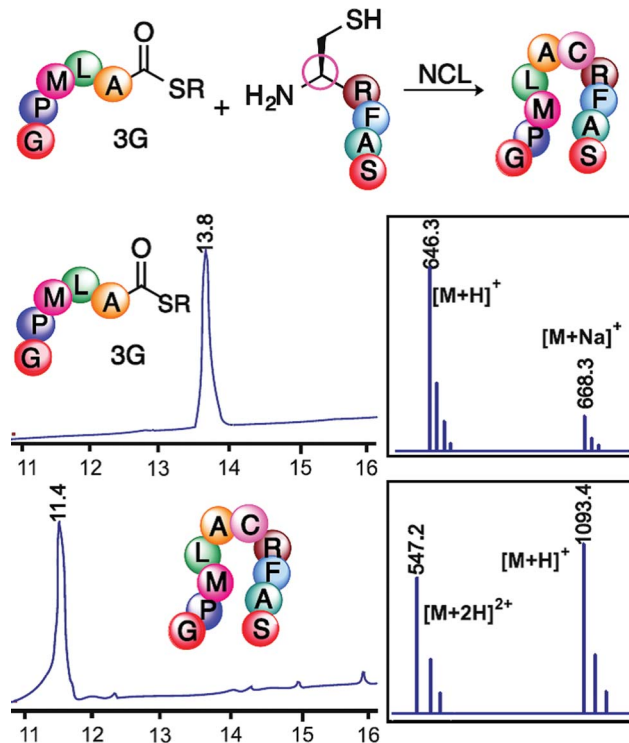 O
SH
G P M L A
SR
3G
+
H₂N
R F A S
NCL
G P M L A C R F A S
13.8
O
G P M L A
SR
3G
11 12 13 14 15 16
646.3
[M+H]⁺
[M+Na]⁺
668.3
11.4
G P M L A C R F A S
11 12 13 14 15 16
547.2
[M+2H]²⁺
[M+H]⁺
1093.4